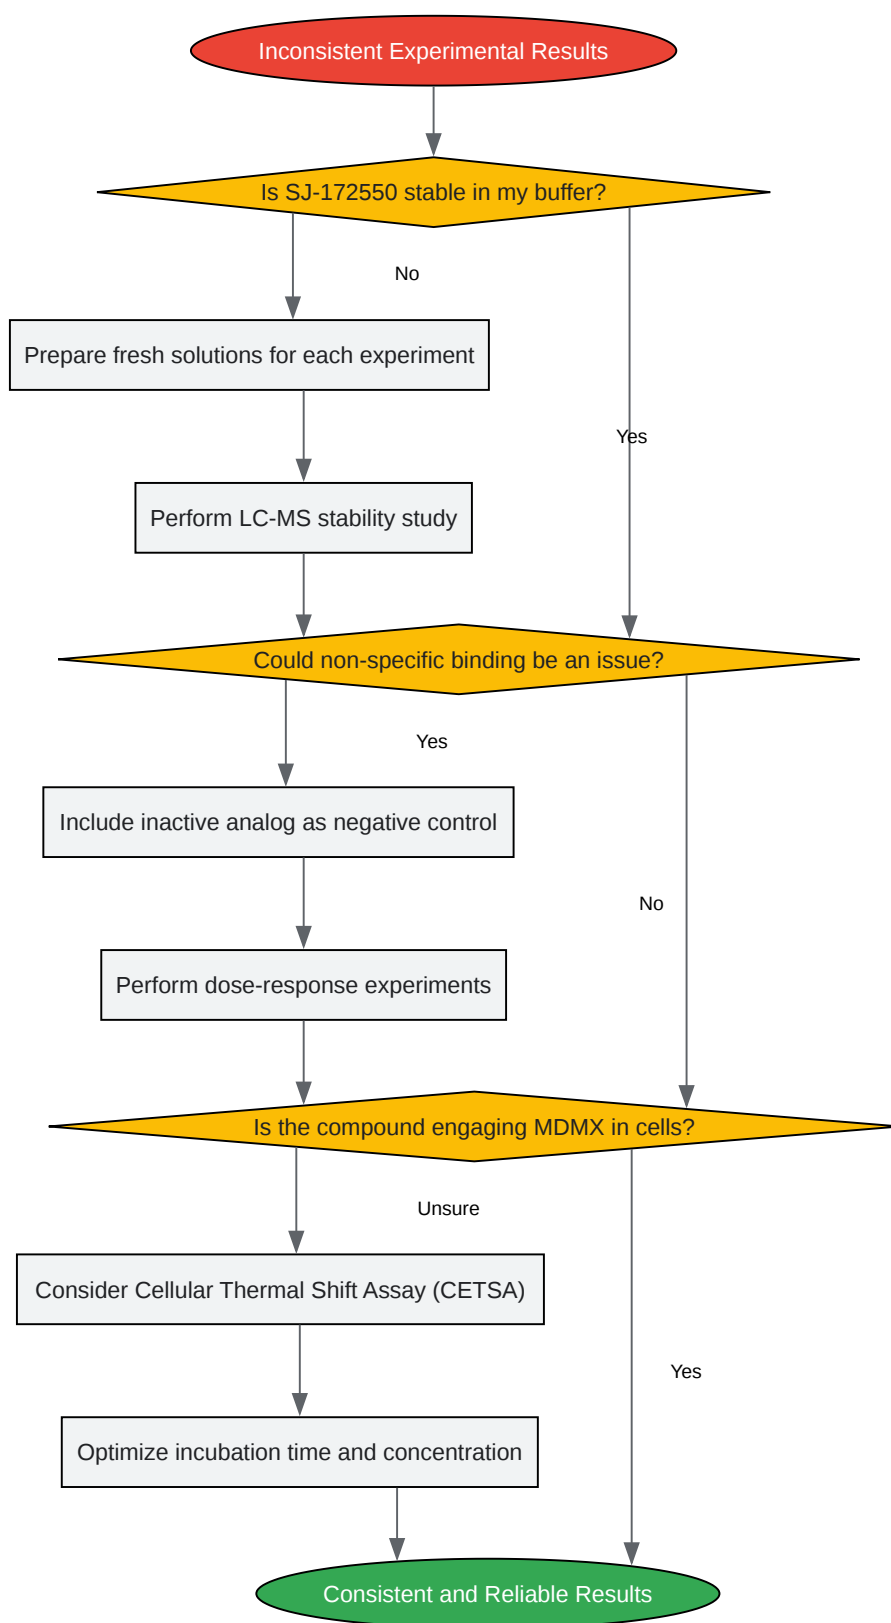 Inconsistent Experimental Results
Is SJ-172550 stable in my buffer?
No
Prepare fresh solutions for each experiment
Yes
Perform LC-MS stability study
Could non-specific binding be an issue?
Yes
Include inactive analog as negative control
No
Perform dose-response experiments
Is the compound engaging MDMX in cells?
Unsure
Consider Cellular Thermal Shift Assay (CETSA)
Yes
Optimize incubation time and concentration
Consistent and Reliable Results